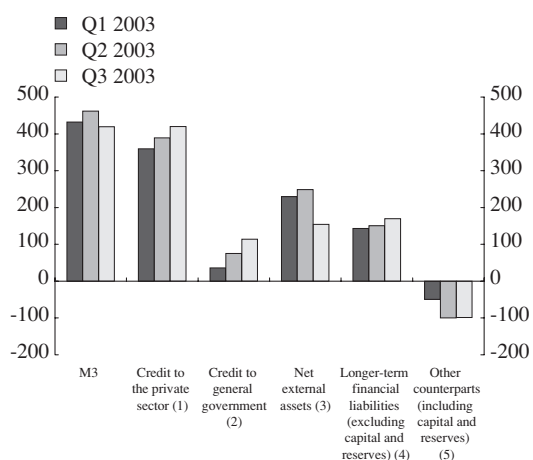 Q1 2003
Q2 2003
Q3 2003
500 500
400 400
300 300
200 200
100 100
0 0
-100 -100
-200 -200
M3
Credit to
the private
sector (1)
Credit to
general
government
(2)
Net
external
assets (3)
Longer-term
financial
liabilities
(excluding
capital and
reserves) (4)
Other
counterparts
(including
capital and
reserves)
(5)